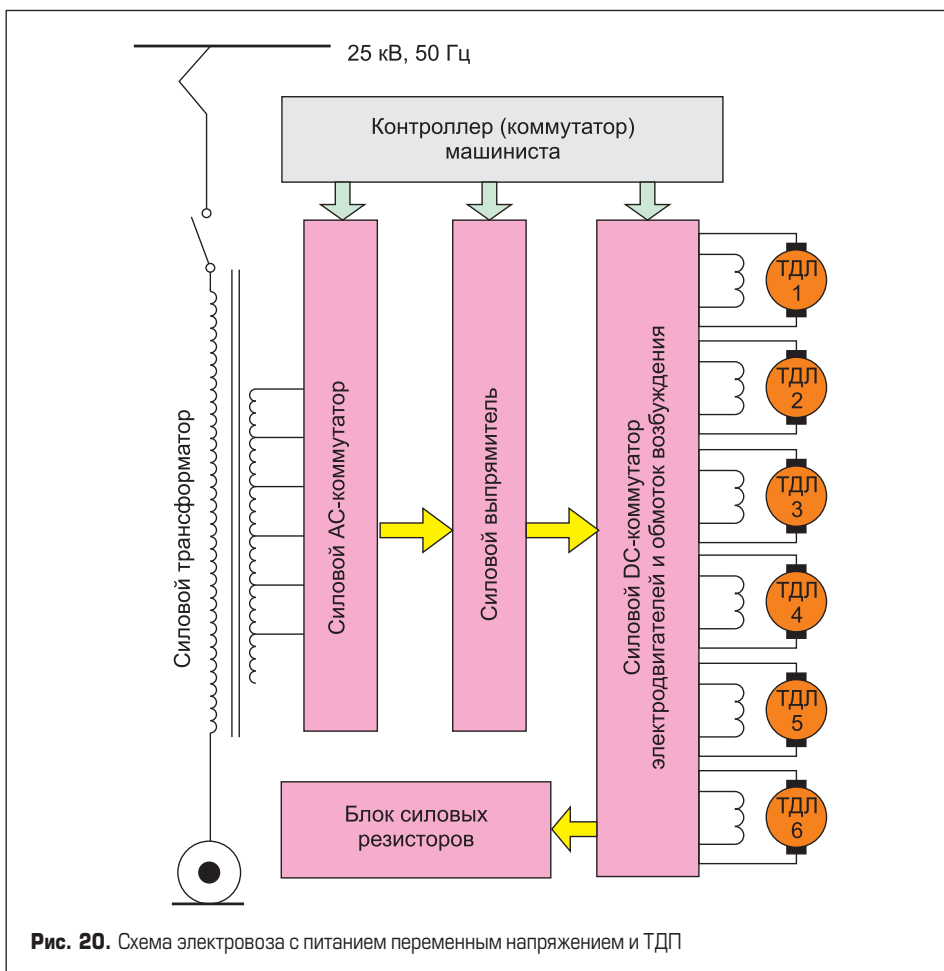 25 кВ, 50 Гц
Контроллер (коммутатор)
машиниста
Силовой трансформатор
Силовой AC-коммутатор
Силовой выпрямитель
Силовой DC-коммутатор
электродвигателей и обмоток возбуждения
ТДЛ
1
ТДЛ
2
ТДЛ
3
ТДЛ
4
ТДЛ
5
ТДЛ
6
Блок силовых
резисторов
Рис. 20. Схема электровоза с питанием переменным напряжением и ТДП